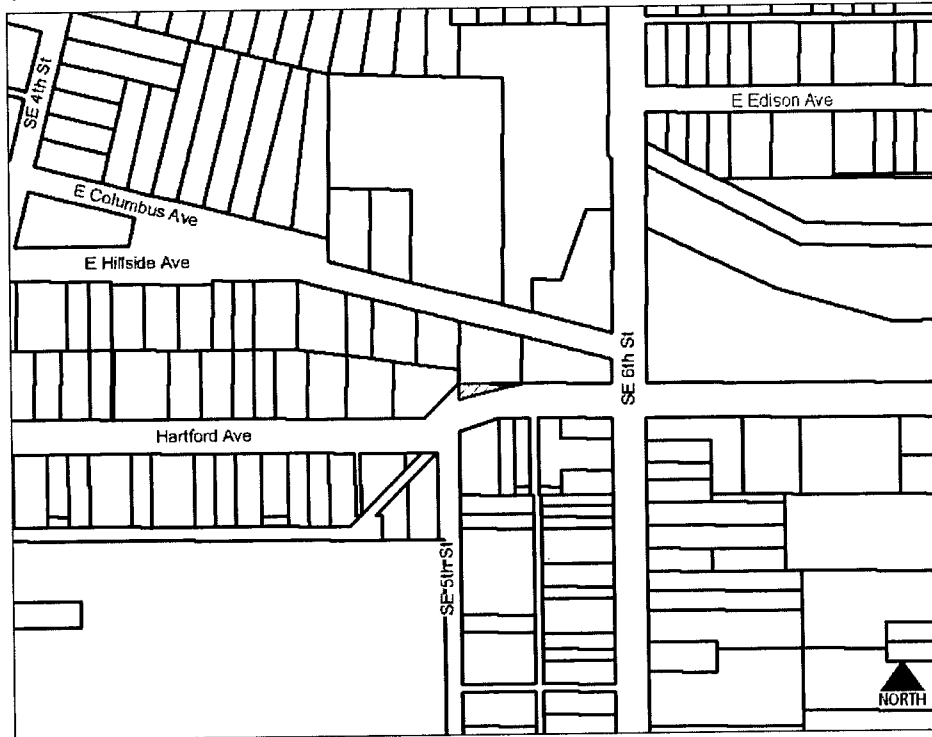 SE 4th St
E Edison Ave
E Columbus Ave
E Hillside Ave
SE 6th St
Hartford Ave
SE 5th St
NORTH